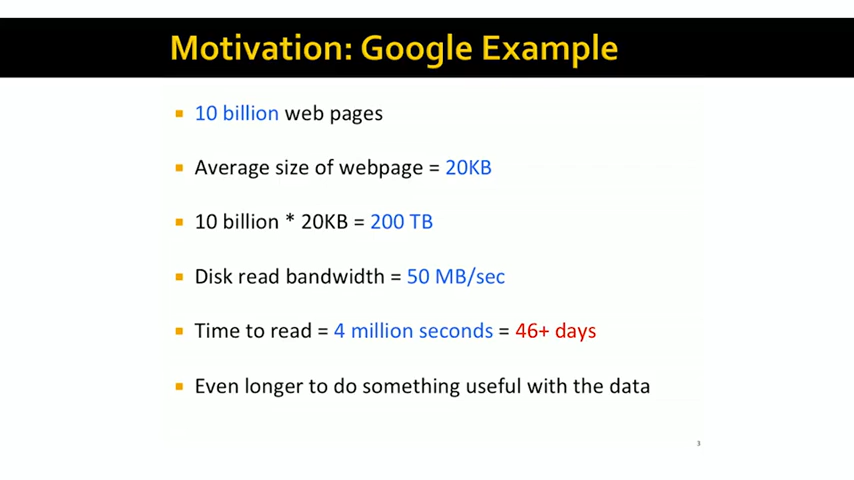 Motivation: Google Example
10 billion web pages
Average size of webpage = 20KB
10 billion * 20KB = 200 TB
Disk read bandwidth = 50 MB/sec
Time to read = 4 million seconds = 46+ days
Even longer to do something useful with the data
3